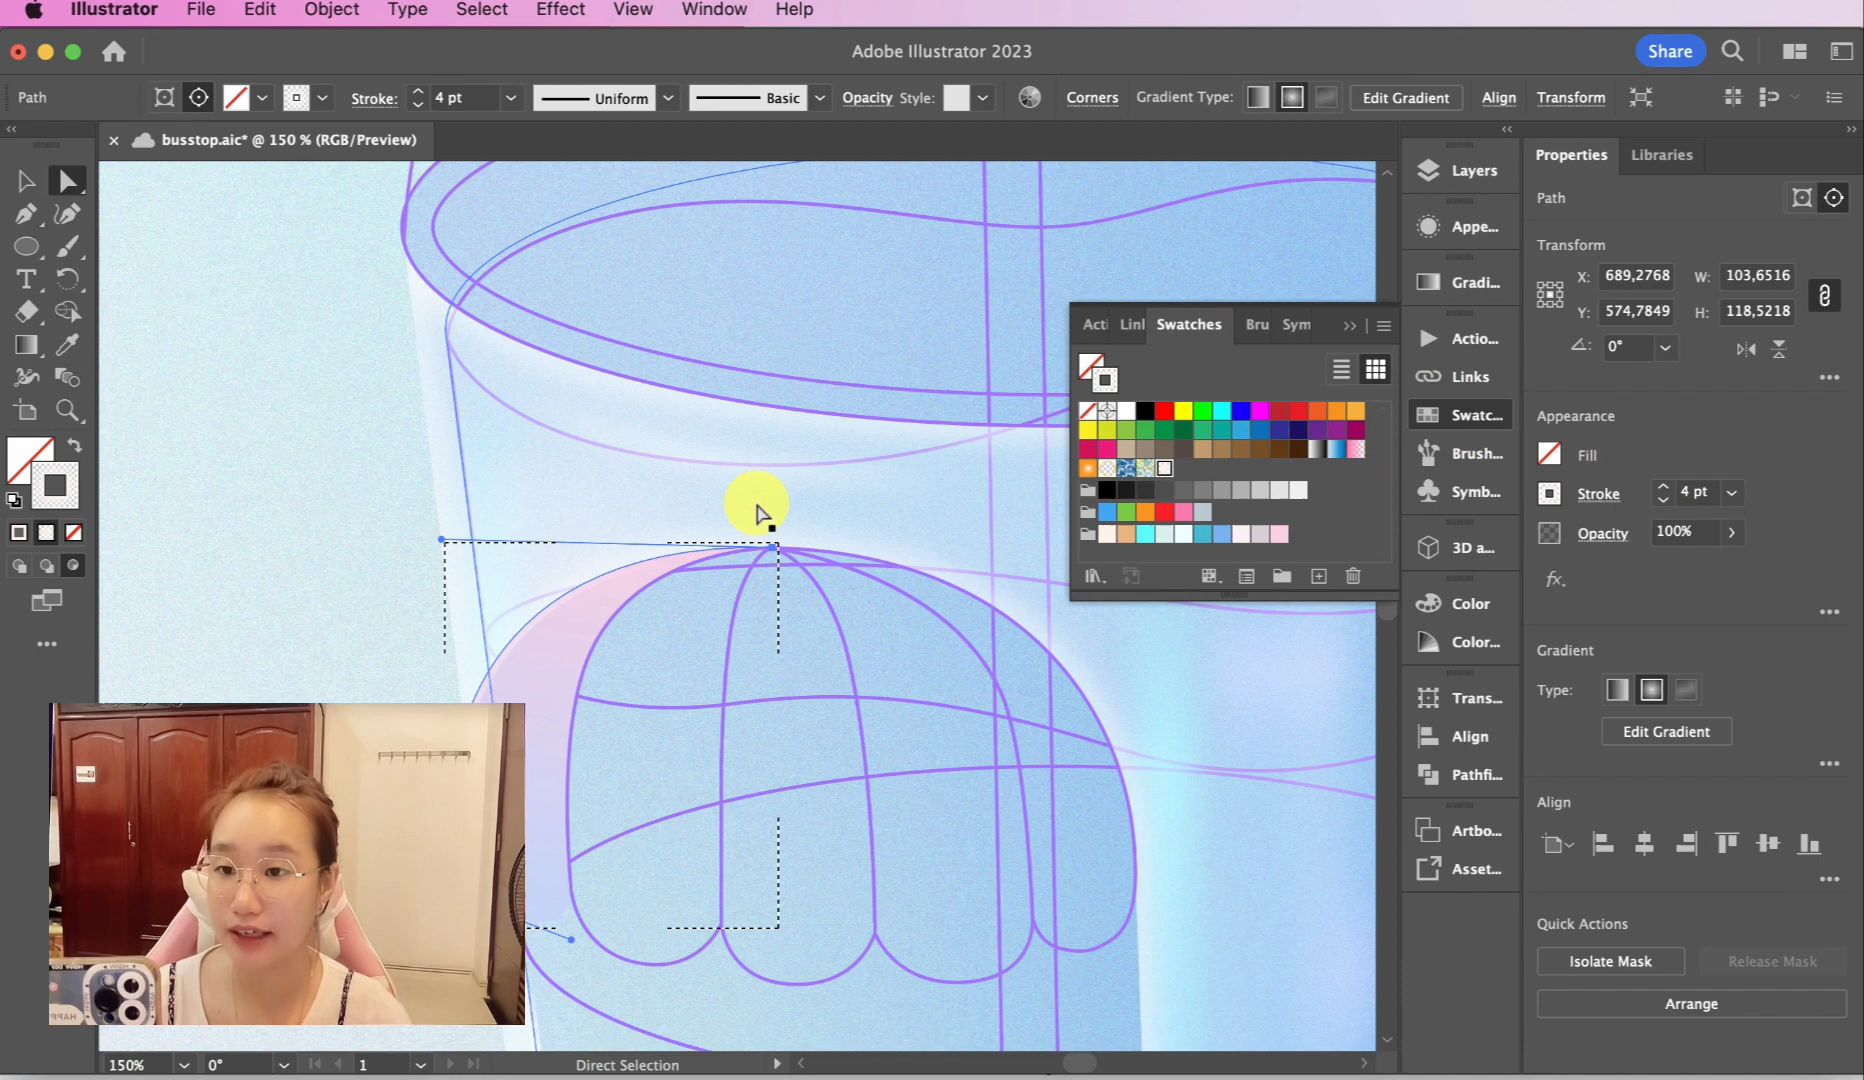 Illustrator File Edit Object Type Select Effect View Window Help
Adobe Illustrator 2023
Share
Path
Stroke: 4 pt Uniform Basic Opacity Style: Corners Gradient Type: Edit Gradient Align Transform
busstop.aic* @ 150 % (RGB/Preview)
Acti Linl Swatches Bru Sym
Layers
Appe...
Gradi...
Actio...
Links
Swatc...
Brush...
Symb...
3D a...
Color
Color...
Trans...
Align
Pathfi...
Artbo...
Asset...
Properties Libraries
Path
Transform
X: 689,2768 W: 103,6516
Y: 574,7849 H: 118,5218
0°
Appearance
Fill
Stroke 4 pt
Opacity 100%
fx.
Gradient
Type:
Edit Gradient
Align
Quick Actions
Isolate Mask Release Mask
Arrange
150% 0° 1 Direct Selection